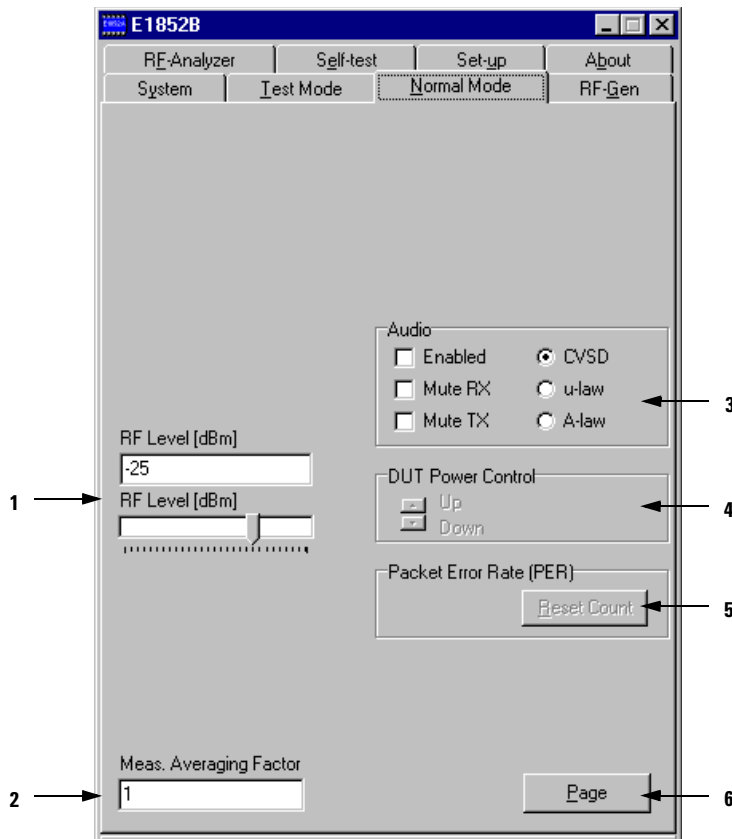 E1852B
RF-Analyzer Self-test Set-up About
System Test Mode Normal Mode RF-Gen
Audio
Enabled CVSD
Mute RX u-law
Mute TX A-law
3
RF Level [dBm]
-25
RF Level [dBm]
1
DUT Power Control
Up
Down
4
Packet Error Rate (PER)
Reset Count
5
Meas. Averaging Factor
1
2
Page
6